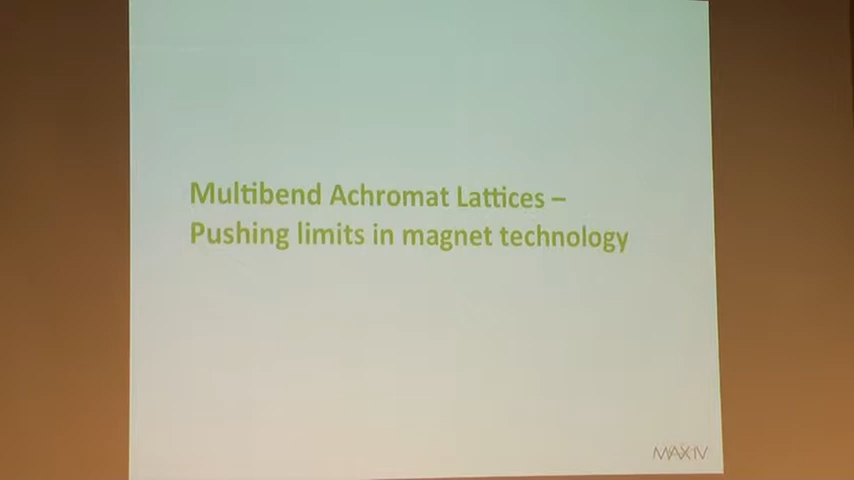 Multibend Achromat Lattices –
Pushing limits in magnet technology
MAX IV